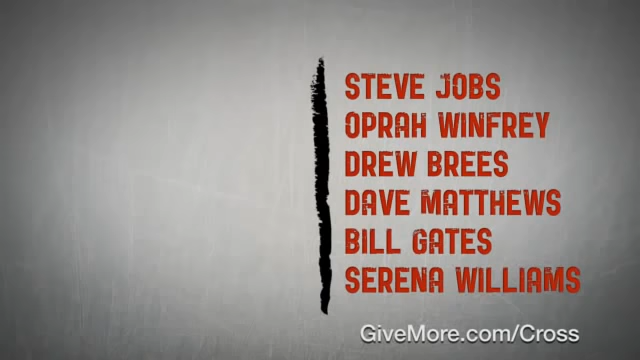 STEVE JOBS
OPRAH WINFREY
DREW BREES
DAVE MATTHEWS
BILL GATES
SERENA WILLIAMS
GiveMore.com/Cross